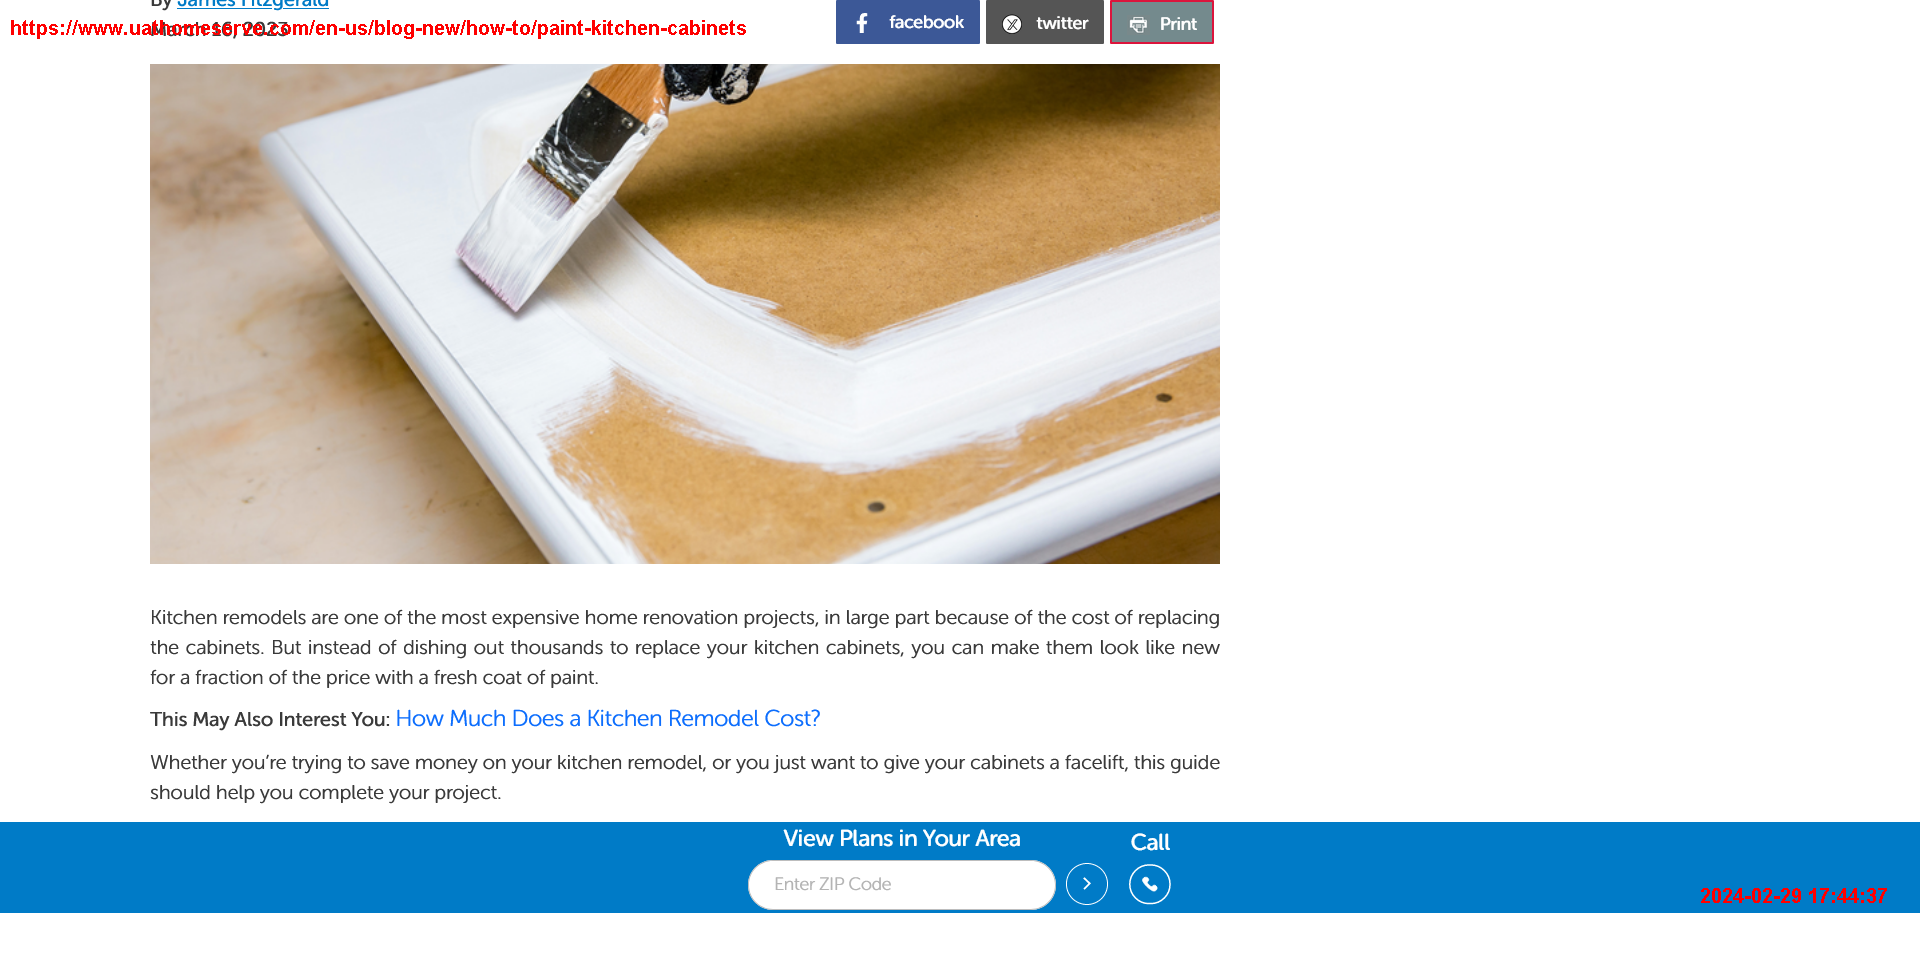 By James Fitzgerald
March 16, 2023
https://www.uathomeserve.com/en-us/blog-new/how-to/paint-kitchen-cabinets
facebook
twitter
Print
Kitchen remodels are one of the most expensive home renovation projects, in large part because of the cost of replacing
the cabinets. But instead of dishing out thousands to replace your kitchen cabinets, you can make them look like new
for a fraction of the price with a fresh coat of paint.
This May Also Interest You: How Much Does a Kitchen Remodel Cost?
Whether you’re trying to save money on your kitchen remodel, or you just want to give your cabinets a facelift, this guide
should help you complete your project.
View Plans in Your Area
Call
Enter ZIP Code
2024-02-29 17:44:37